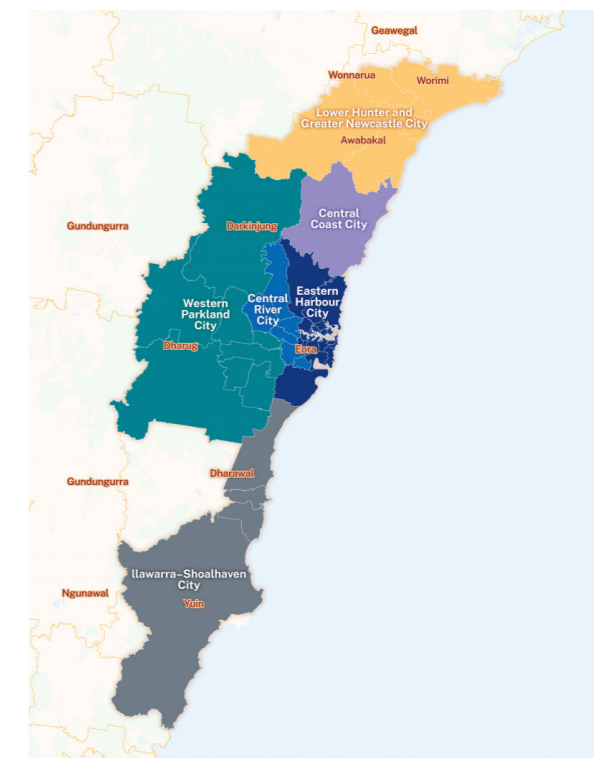 Geawegal
Wonnarua
Worimi
Lower Hunter and
Greater Newcastle City
Awabakal
Central
Coast City
Gundungurra
Darkinjung
Eastern
Harbour
City
Central
River
City
Western
Parkland
City
Dharug
Eora
Dharawal
Gundungurra
llawarra–Shoalhaven
City
Ngunawal
Yuin